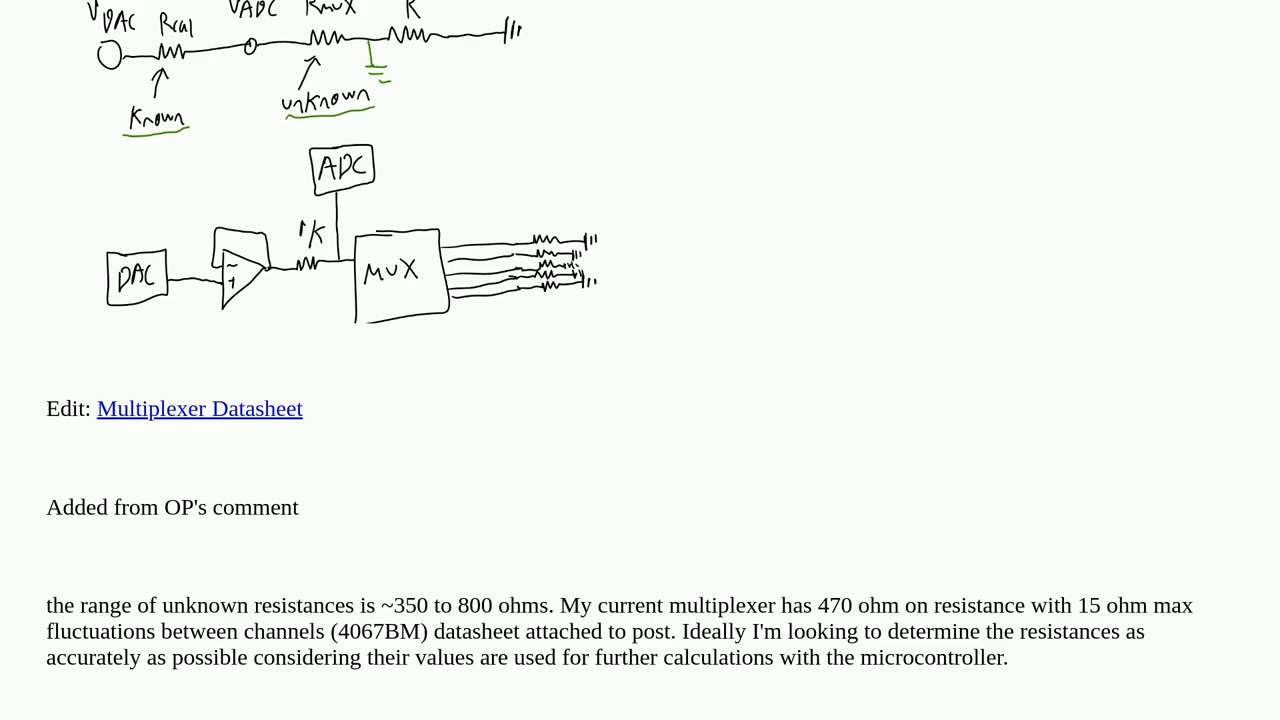 VDAC Rcal VADC Rmux R
Known
unknown
ADC
1K
DAC
MUX
Edit: Multiplexer Datasheet
Added from OP's comment
the range of unknown resistances is ~350 to 800 ohms. My current multiplexer has 470 ohm on resistance with 15 ohm max
fluctuations between channels (4067BM) datasheet attached to post. Ideally I'm looking to determine the resistances as
accurately as possible considering their values are used for further calculations with the microcontroller.